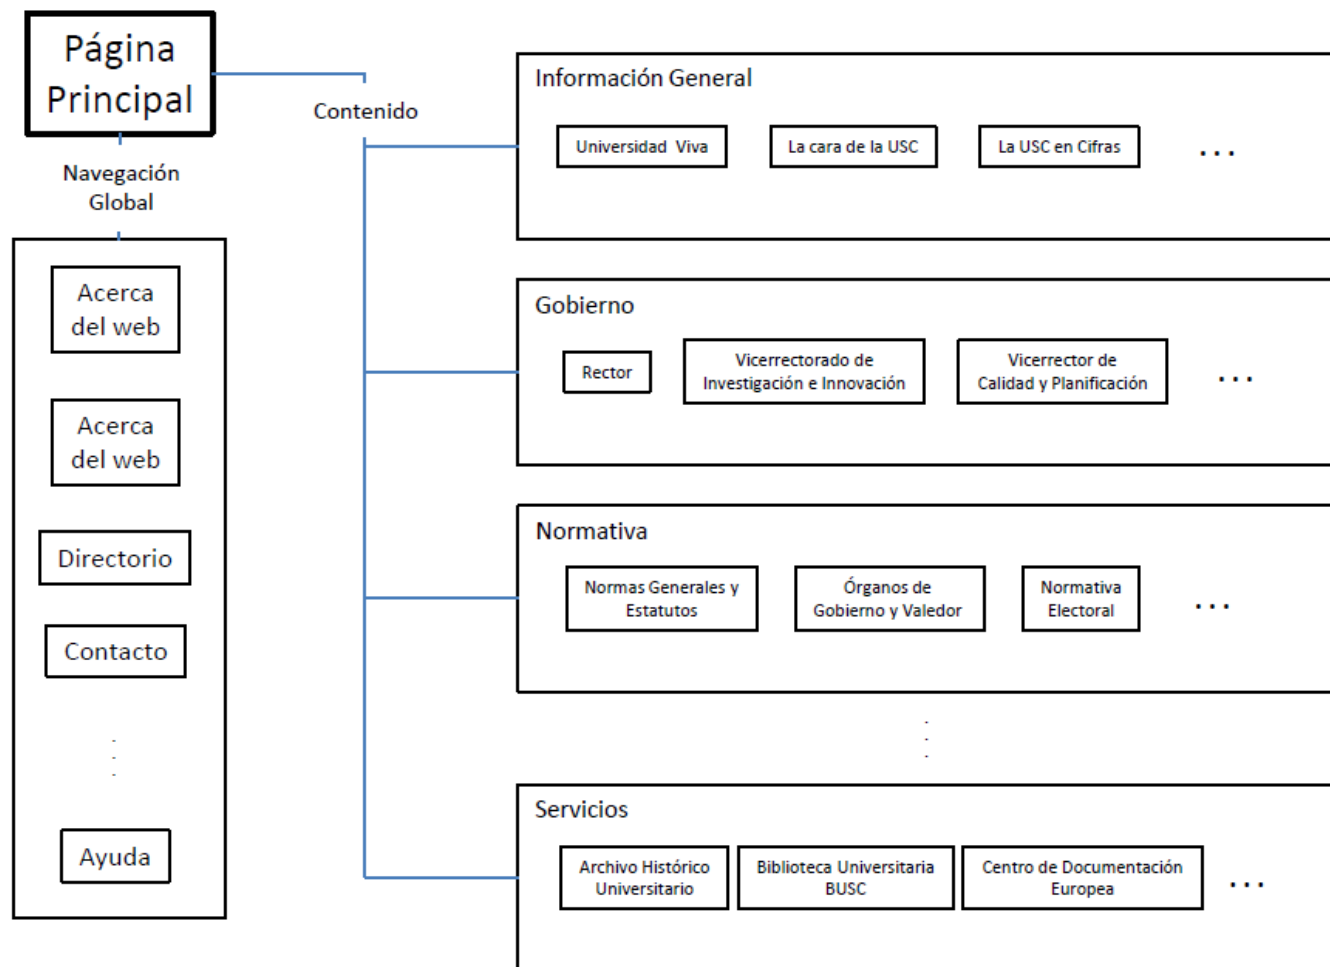 Página
Principal
Contenido
Navegación
Global
Acerca
del web
Acerca
del web
Directorio
Contacto
.
.
.
Ayuda
Información General
Universidad Viva
La cara de la USC
La USC en Cifras
...
Gobierno
Rector
Vicerrectorado de
Investigación e Innovación
Vicerrector de
Calidad y Planificación
...
Normativa
Normas Generales y
Estatutos
Órganos de
Gobierno y Valedor
Normativa
Electoral
...
.
.
.
Servicios
Archivo Histórico
Universitario
Biblioteca Universitaria
BUSC
Centro de Documentación
Europea
...